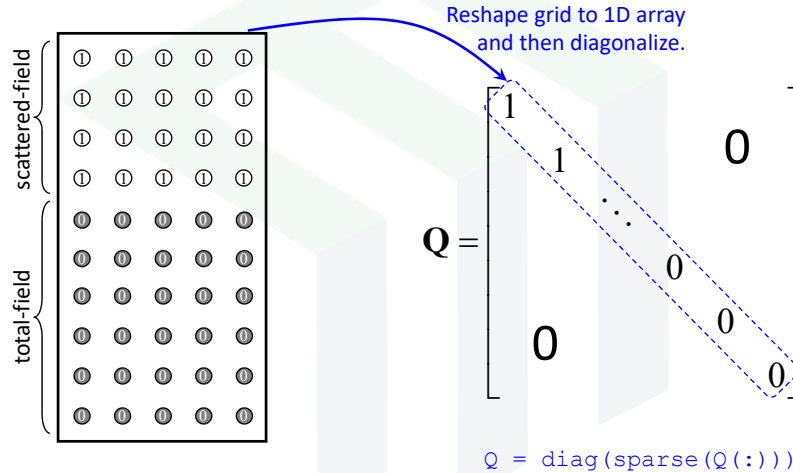 Reshape grid to 1D array
and then diagonalize.
scattered-field
1 1 1 1 1
1 1 1 1 1
1 1 1 1 1
1 1 1 1 1
total-field
0 0 0 0 0
0 0 0 0 0
0 0 0 0 0
0 0 0 0 0
0 0 0 0 0
0 0 0 0 0
Q =
1
1
⋱
0
0
0
0
0
Q = diag(sparse(Q(:)))